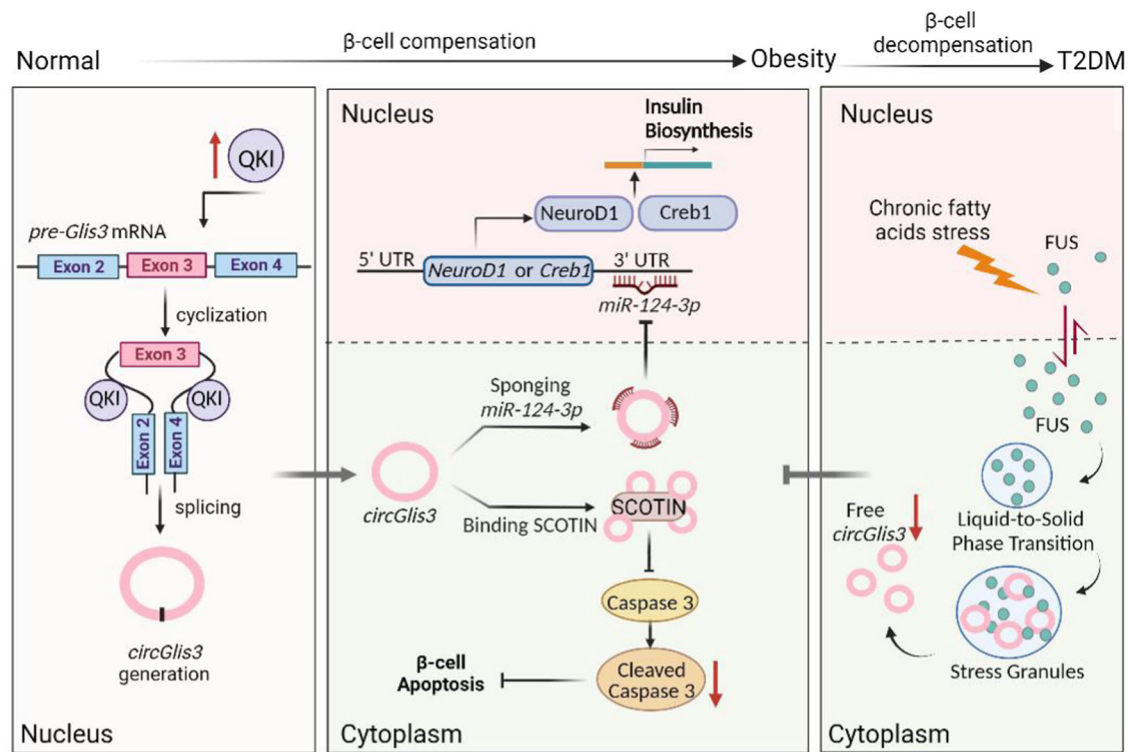 Normal
β-cell compensation
Obesity
β-cell
decompensation
T2DM
QKI
pre-Glis3 mRNA
Exon 2
Exon 3
Exon 4
cyclization
Exon 3
QKI
QKI
Exon 2
Exon 4
splicing
circGlis3
generation
Nucleus
Nucleus
Insulin
Biosynthesis
NeuroD1
Creb1
5' UTR
NeuroD1 or Creb1
3' UTR
miR-124-3p
Sponging
miR-124-3p
circGlis3
SCOTIN
Binding SCOTIN
Caspase 3
Cleaved
Caspase 3
β-cell
Apoptosis
Cytoplasm
Nucleus
Chronic fatty
acids stress
FUS
FUS
Liquid-to-Solid
Phase Transition
Free
circGlis3
Stress Granules
Cytoplasm